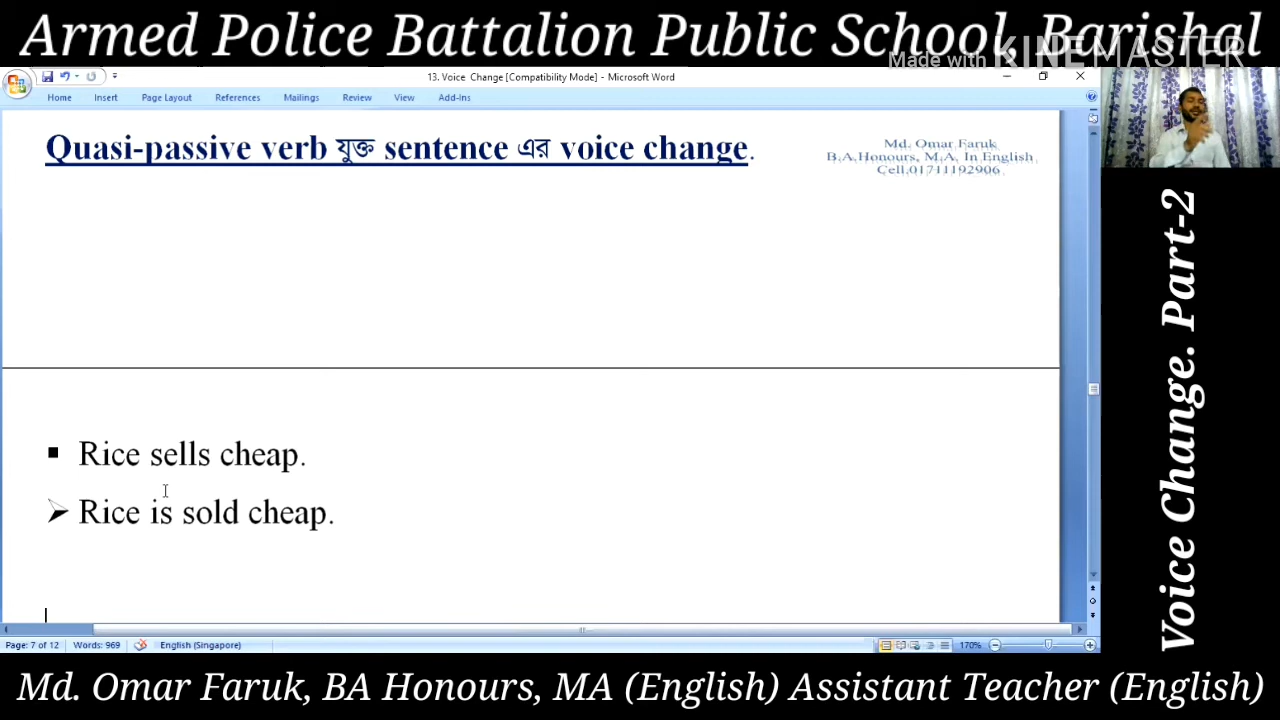 Armed Police Battalion Public School, Barishal
Made with KINEMASTER
13. Voice Change [Compatibility Mode] - Microsoft Word
Home Insert Page Layout References Mailings Review View Add-Ins
Quasi-passive verb যুক্ত sentence এর voice change.
Md. Omar Faruk
B.A.Honours, M.A. In English
Cell.01711192906
▪ Rice sells cheap.
➢ Rice is sold cheap.
Voice Change. Part-2
Page: 7 of 12 Words: 969 English (Singapore) 170%
Md. Omar Faruk, BA Honours, MA (English) Assistant Teacher (English)